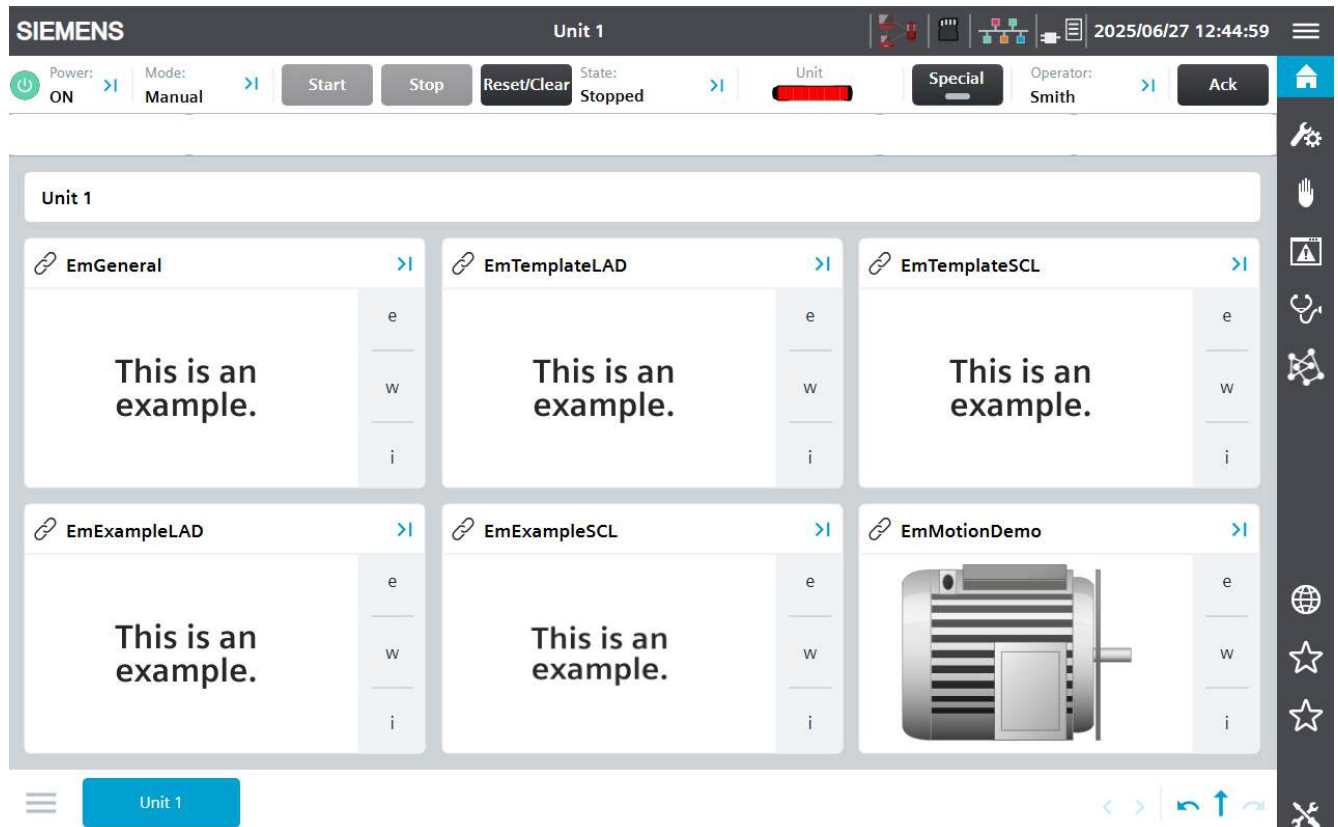 SIEMENS
Unit 1
2025/06/27 12:44:59
Power:
ON
Mode:
Manual
Start
Stop
Reset/Clear
State:
Stopped
Unit
Special
Operator:
Smith
Ack
Unit 1
EmGeneral
This is an
example.
e
w
i
EmTemplateLAD
This is an
example.
e
w
i
EmTemplateSCL
This is an
example.
e
w
i
EmExampleLAD
This is an
example.
e
w
i
EmExampleSCL
This is an
example.
e
w
i
EmMotionDemo
e
w
i
Unit 1